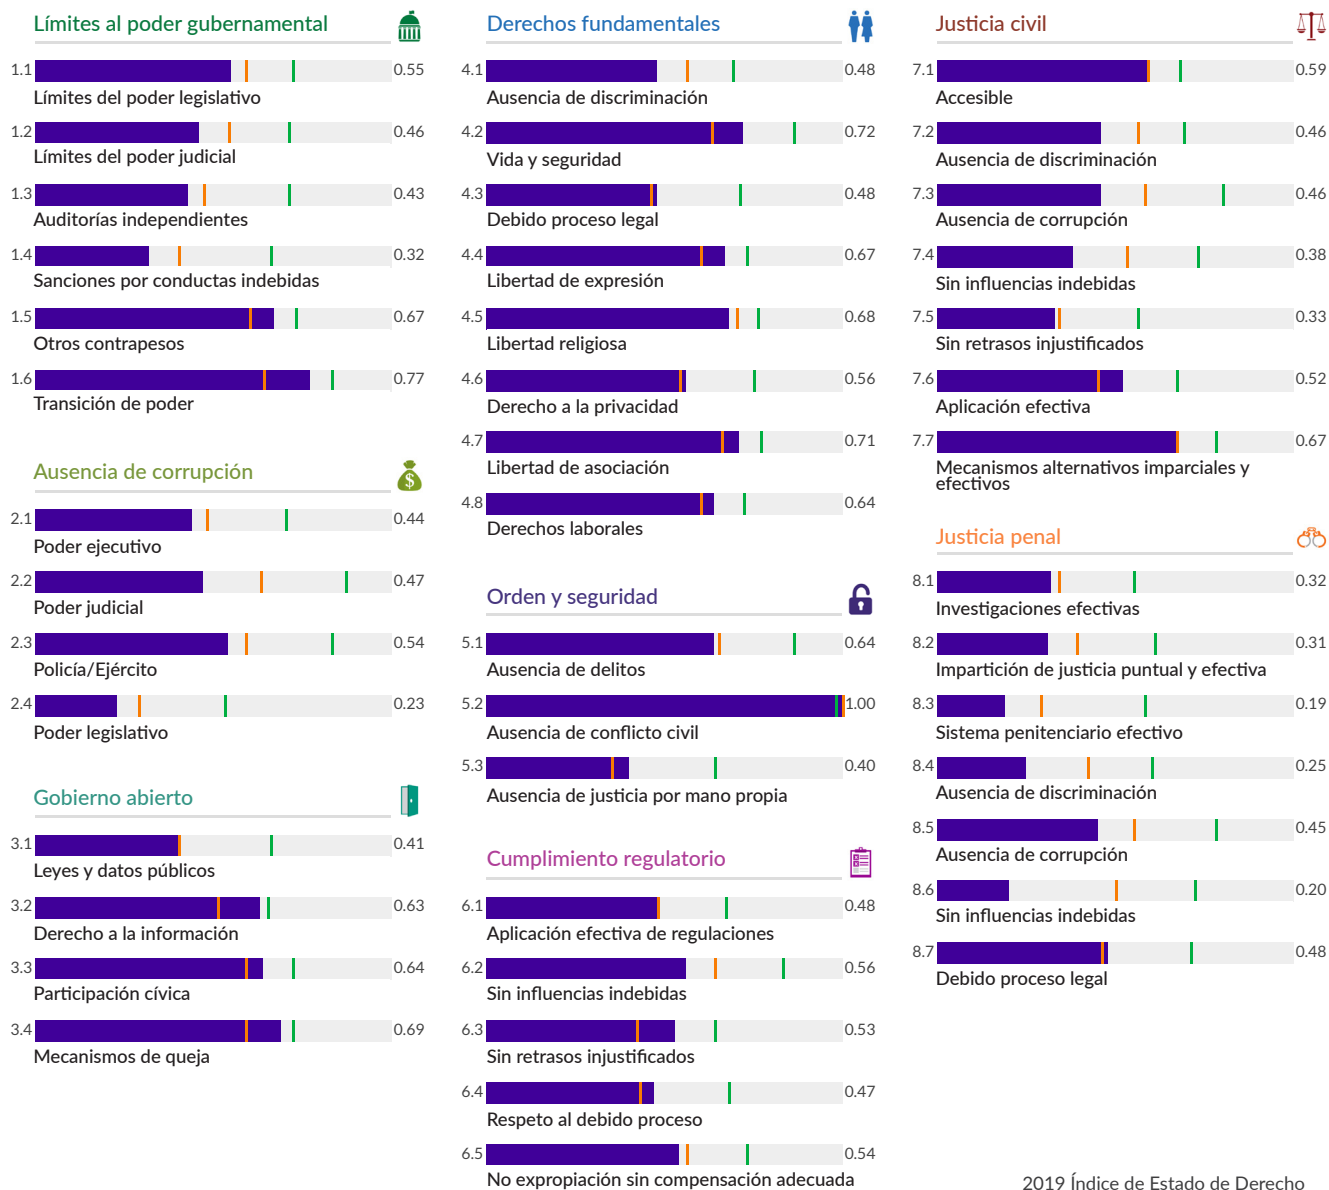 Límites al poder gubernamental
1.1 0.55
Límites del poder legislativo
1.2 0.46
Límites del poder judicial
1.3 0.43
Auditorías independientes
1.4 0.32
Sanciones por conductas indebidas
1.5 0.67
Otros contrapesos
1.6 0.77
Transición de poder
Ausencia de corrupción
$
2.1 0.44
Poder ejecutivo
2.2 0.47
Poder judicial
2.3 0.54
Policía/Ejército
2.4 0.23
Poder legislativo
Gobierno abierto
3.1 0.41
Leyes y datos públicos
3.2 0.63
Derecho a la información
3.3 0.64
Participación cívica
3.4 0.69
Mecanismos de queja
Derechos fundamentales
4.1 0.48
Ausencia de discriminación
4.2 0.72
Vida y seguridad
4.3 0.48
Debido proceso legal
4.4 0.67
Libertad de expresión
4.5 0.68
Libertad religiosa
4.6 0.56
Derecho a la privacidad
4.7 0.71
Libertad de asociación
4.8 0.64
Derechos laborales
Orden y seguridad
5.1 0.64
Ausencia de delitos
5.2 1.00
Ausencia de conflicto civil
5.3 0.40
Ausencia de justicia por mano propia
Cumplimiento regulatorio
6.1 0.48
Aplicación efectiva de regulaciones
6.2 0.56
Sin influencias indebidas
6.3 0.53
Sin retrasos injustificados
6.4 0.47
Respeto al debido proceso
6.5 0.54
No expropiación sin compensación adecuada
Justicia civil
7.1 0.59
Accesible
7.2 0.46
Ausencia de discriminación
7.3 0.46
Ausencia de corrupción
7.4 0.38
Sin influencias indebidas
7.5 0.33
Sin retrasos injustificados
7.6 0.52
Aplicación efectiva
7.7 0.67
Mecanismos alternativos imparciales y
efectivos
Justicia penal
8.1 0.32
Investigaciones efectivas
8.2 0.31
Impartición de justicia puntual y efectiva
8.3 0.19
Sistema penitenciario efectivo
8.4 0.25
Ausencia de discriminación
8.5 0.45
Ausencia de corrupción
8.6 0.20
Sin influencias indebidas
8.7 0.48
Debido proceso legal
2019 Índice de Estado de Derecho